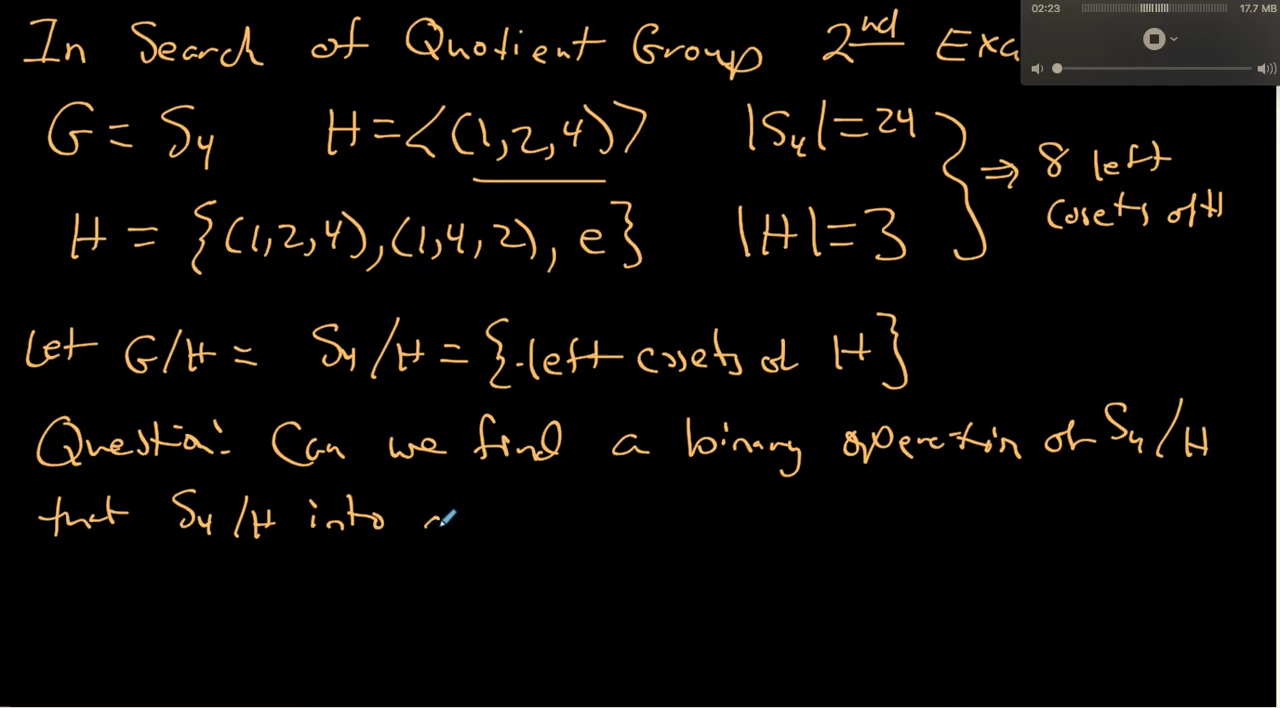 In Search of Quotient Group 2nd Exa
02:23 17.7 MB
G = S4 H = <(1,2,4)> |S4| = 24
⇒ 8 left
cosets of H
H = {(1,2,4),(1,4,2), e} |H| = 3
Let G/H = S4/H = {left cosets of H}
Question: Can we find a binary operation of S4/H
that S4/H into